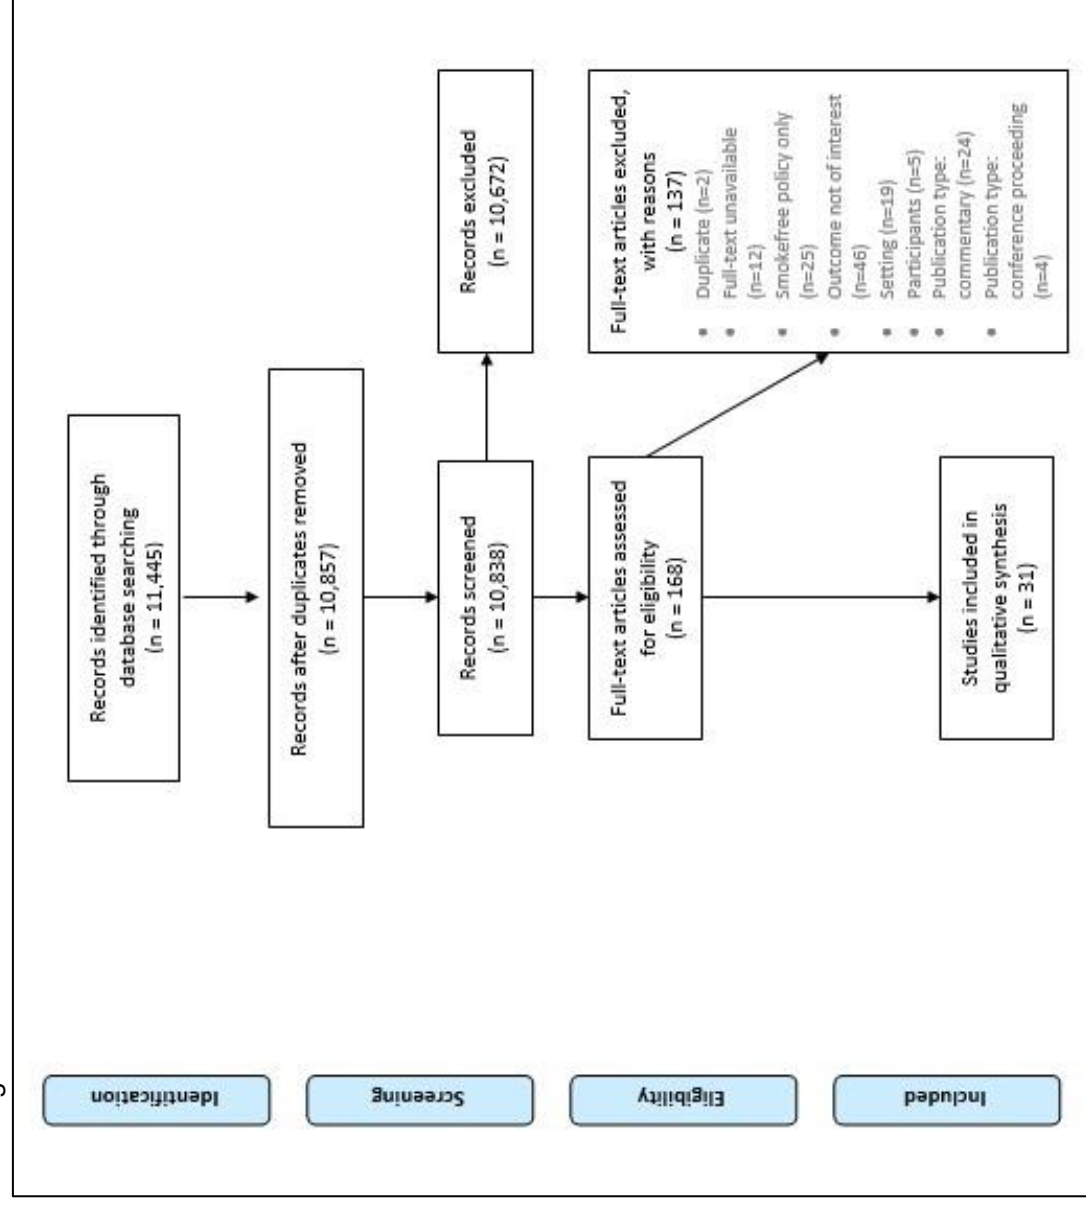 Identification
Screening
Eligibility
Included
Records identified through
database searching
(n = 11,445)
Records after duplicates removed
(n = 10,857)
Records screened
(n = 10,838)
Records excluded
(n = 10,672)
Full-text articles assessed
for eligibility
(n = 168)
Full-text articles excluded,
with reasons
(n = 137)
• Duplicate (n=2)
• Full-text unavailable
(n=12)
• Smokefree policy only
(n=25)
• Outcome not of interest
(n=46)
• Setting (n=19)
• Participants (n=5)
• Publication type:
commentary (n=24)
• Publication type:
conference proceeding
(n=4)
Studies included in
qualitative synthesis
(n = 31)